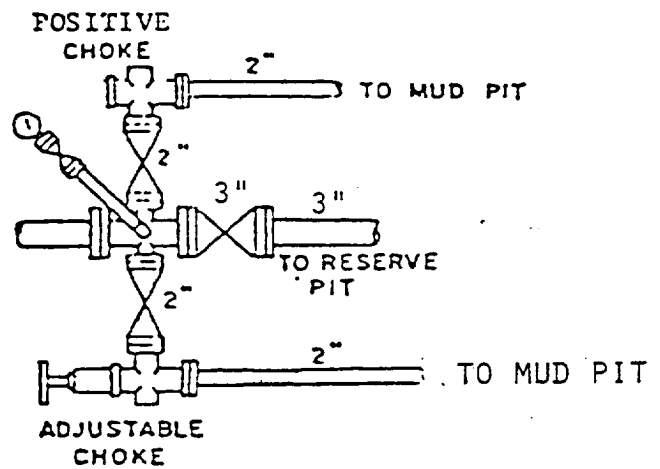 POSITIVE
CHOKE
2"
TO MUD PIT
2"
3"
3"
TO RESERVE
PIT
2"
2"
TO MUD PIT
ADJUSTABLE
CHOKE